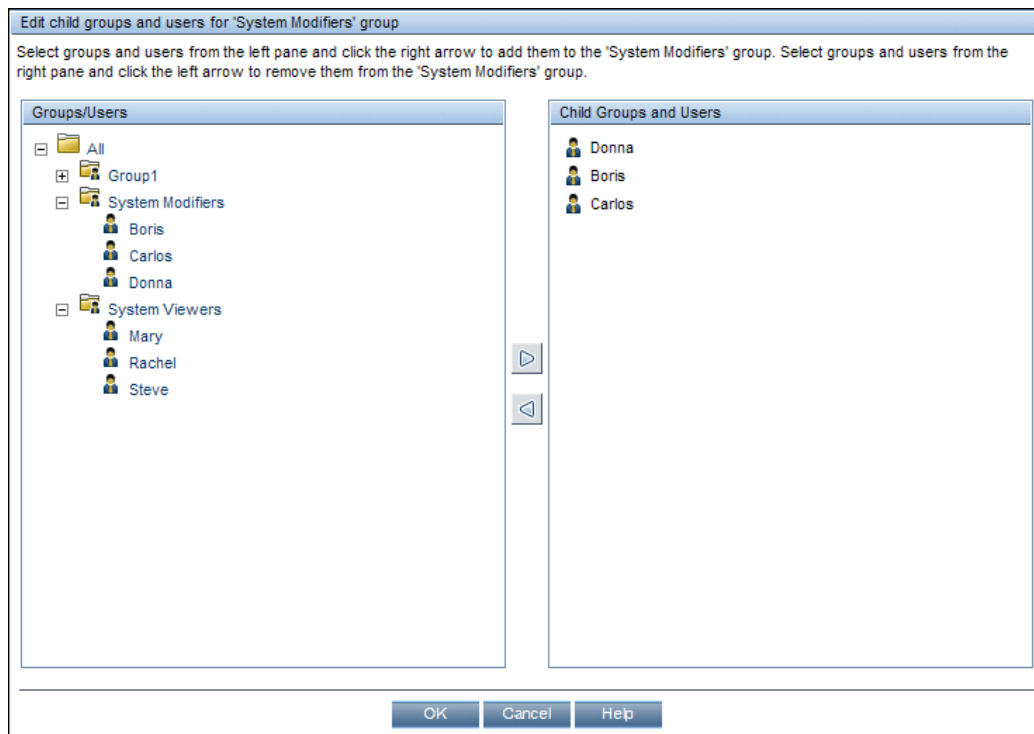 Edit child groups and users for 'System Modifiers' group
Select groups and users from the left pane and click the right arrow to add them to the 'System Modifiers' group. Select groups and users from the
right pane and click the left arrow to remove them from the 'System Modifiers' group.
Groups/Users
All
Group1
System Modifiers
Boris
Carlos
Donna
System Viewers
Mary
Rachel
Steve
Child Groups and Users
Donna
Boris
Carlos
OK Cancel Help